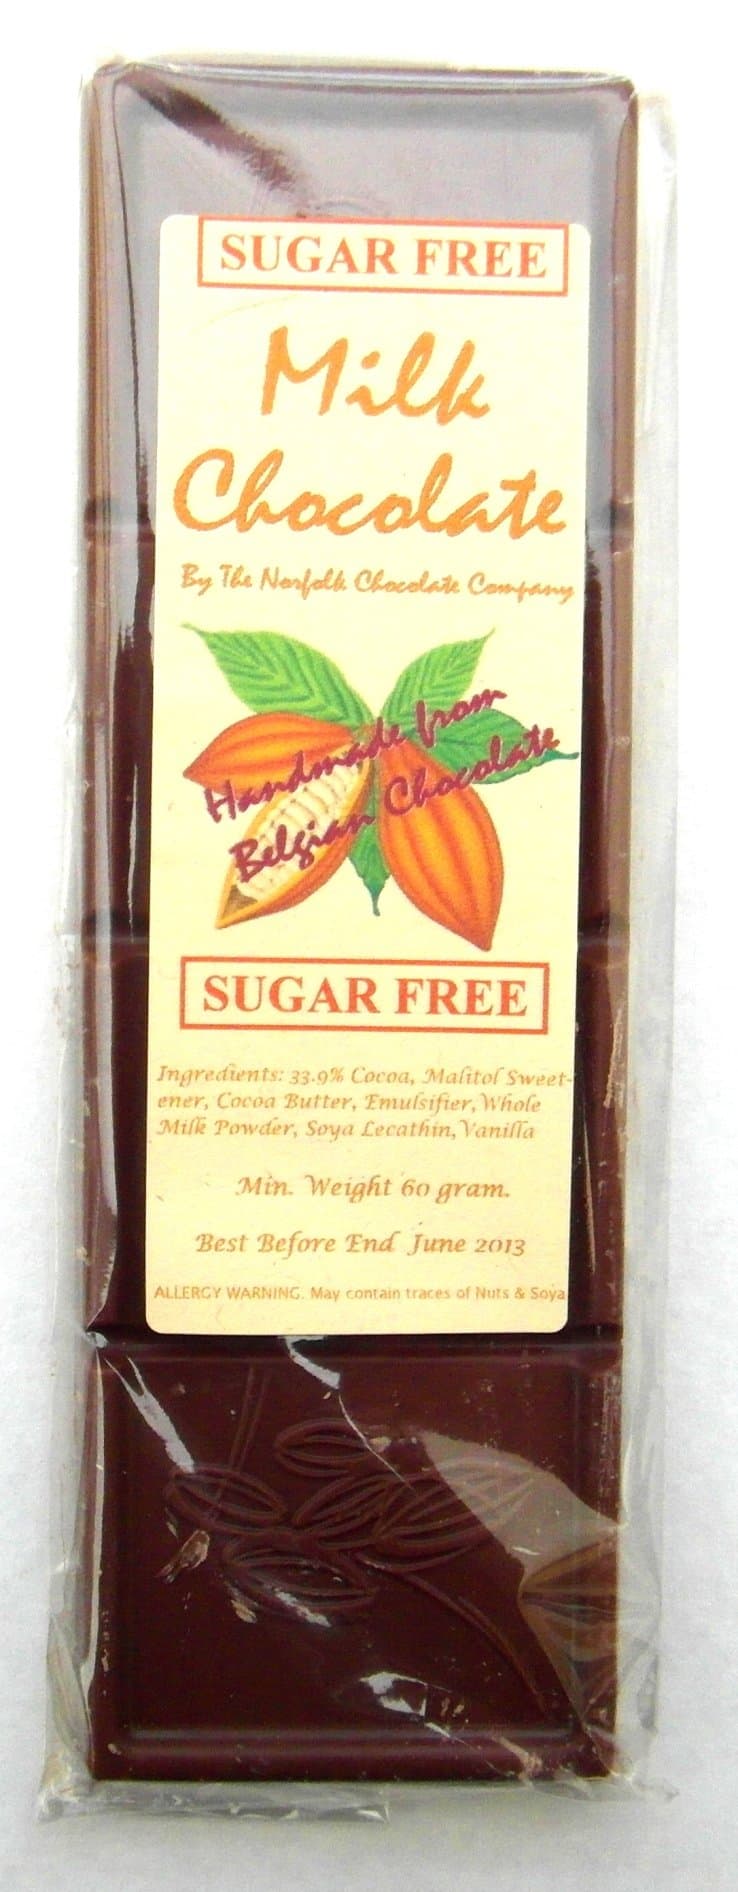 SUGAR FREE
Milk
Chocolate
By The Norfolk Chocolate Company
Handmade from
Belgian Chocolate
SUGAR FREE
Ingredients: 33.9% Cocoa, Malitol Sweet-
ener, Cocoa Butter, Emulsifier, Whole
Milk Powder, Soya Lecathin, Vanilla
Min. Weight 60 gram.
Best Before End June 2013
ALLERGY WARNING. May contain traces of Nuts & Soya